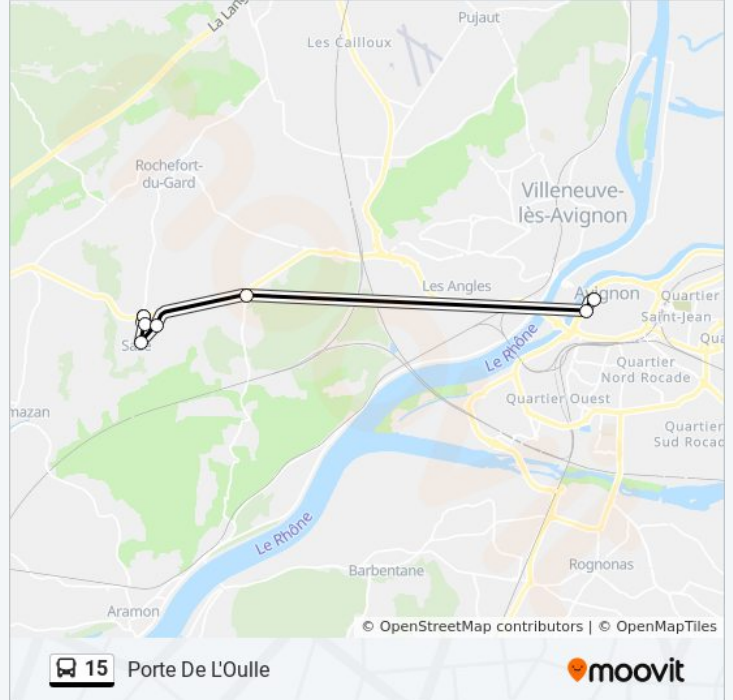 La Lang
Pujaut
Les Cailloux
Rochefort-
du-Gard
Villeneuve-
lès-Avignon
Les Angles
Avignon
Quartier
Saint-Jean
Qua
Saze
Le Rhône
Quartier
Nord Rocade
mazan
Quartier Ouest
Quartier
Sud Rocad
Le Rhône
Rognonas
Barbentane
Aramon
© OpenStreetMap contributors | © OpenMapTiles
15 Porte De L'Oulle
moovit